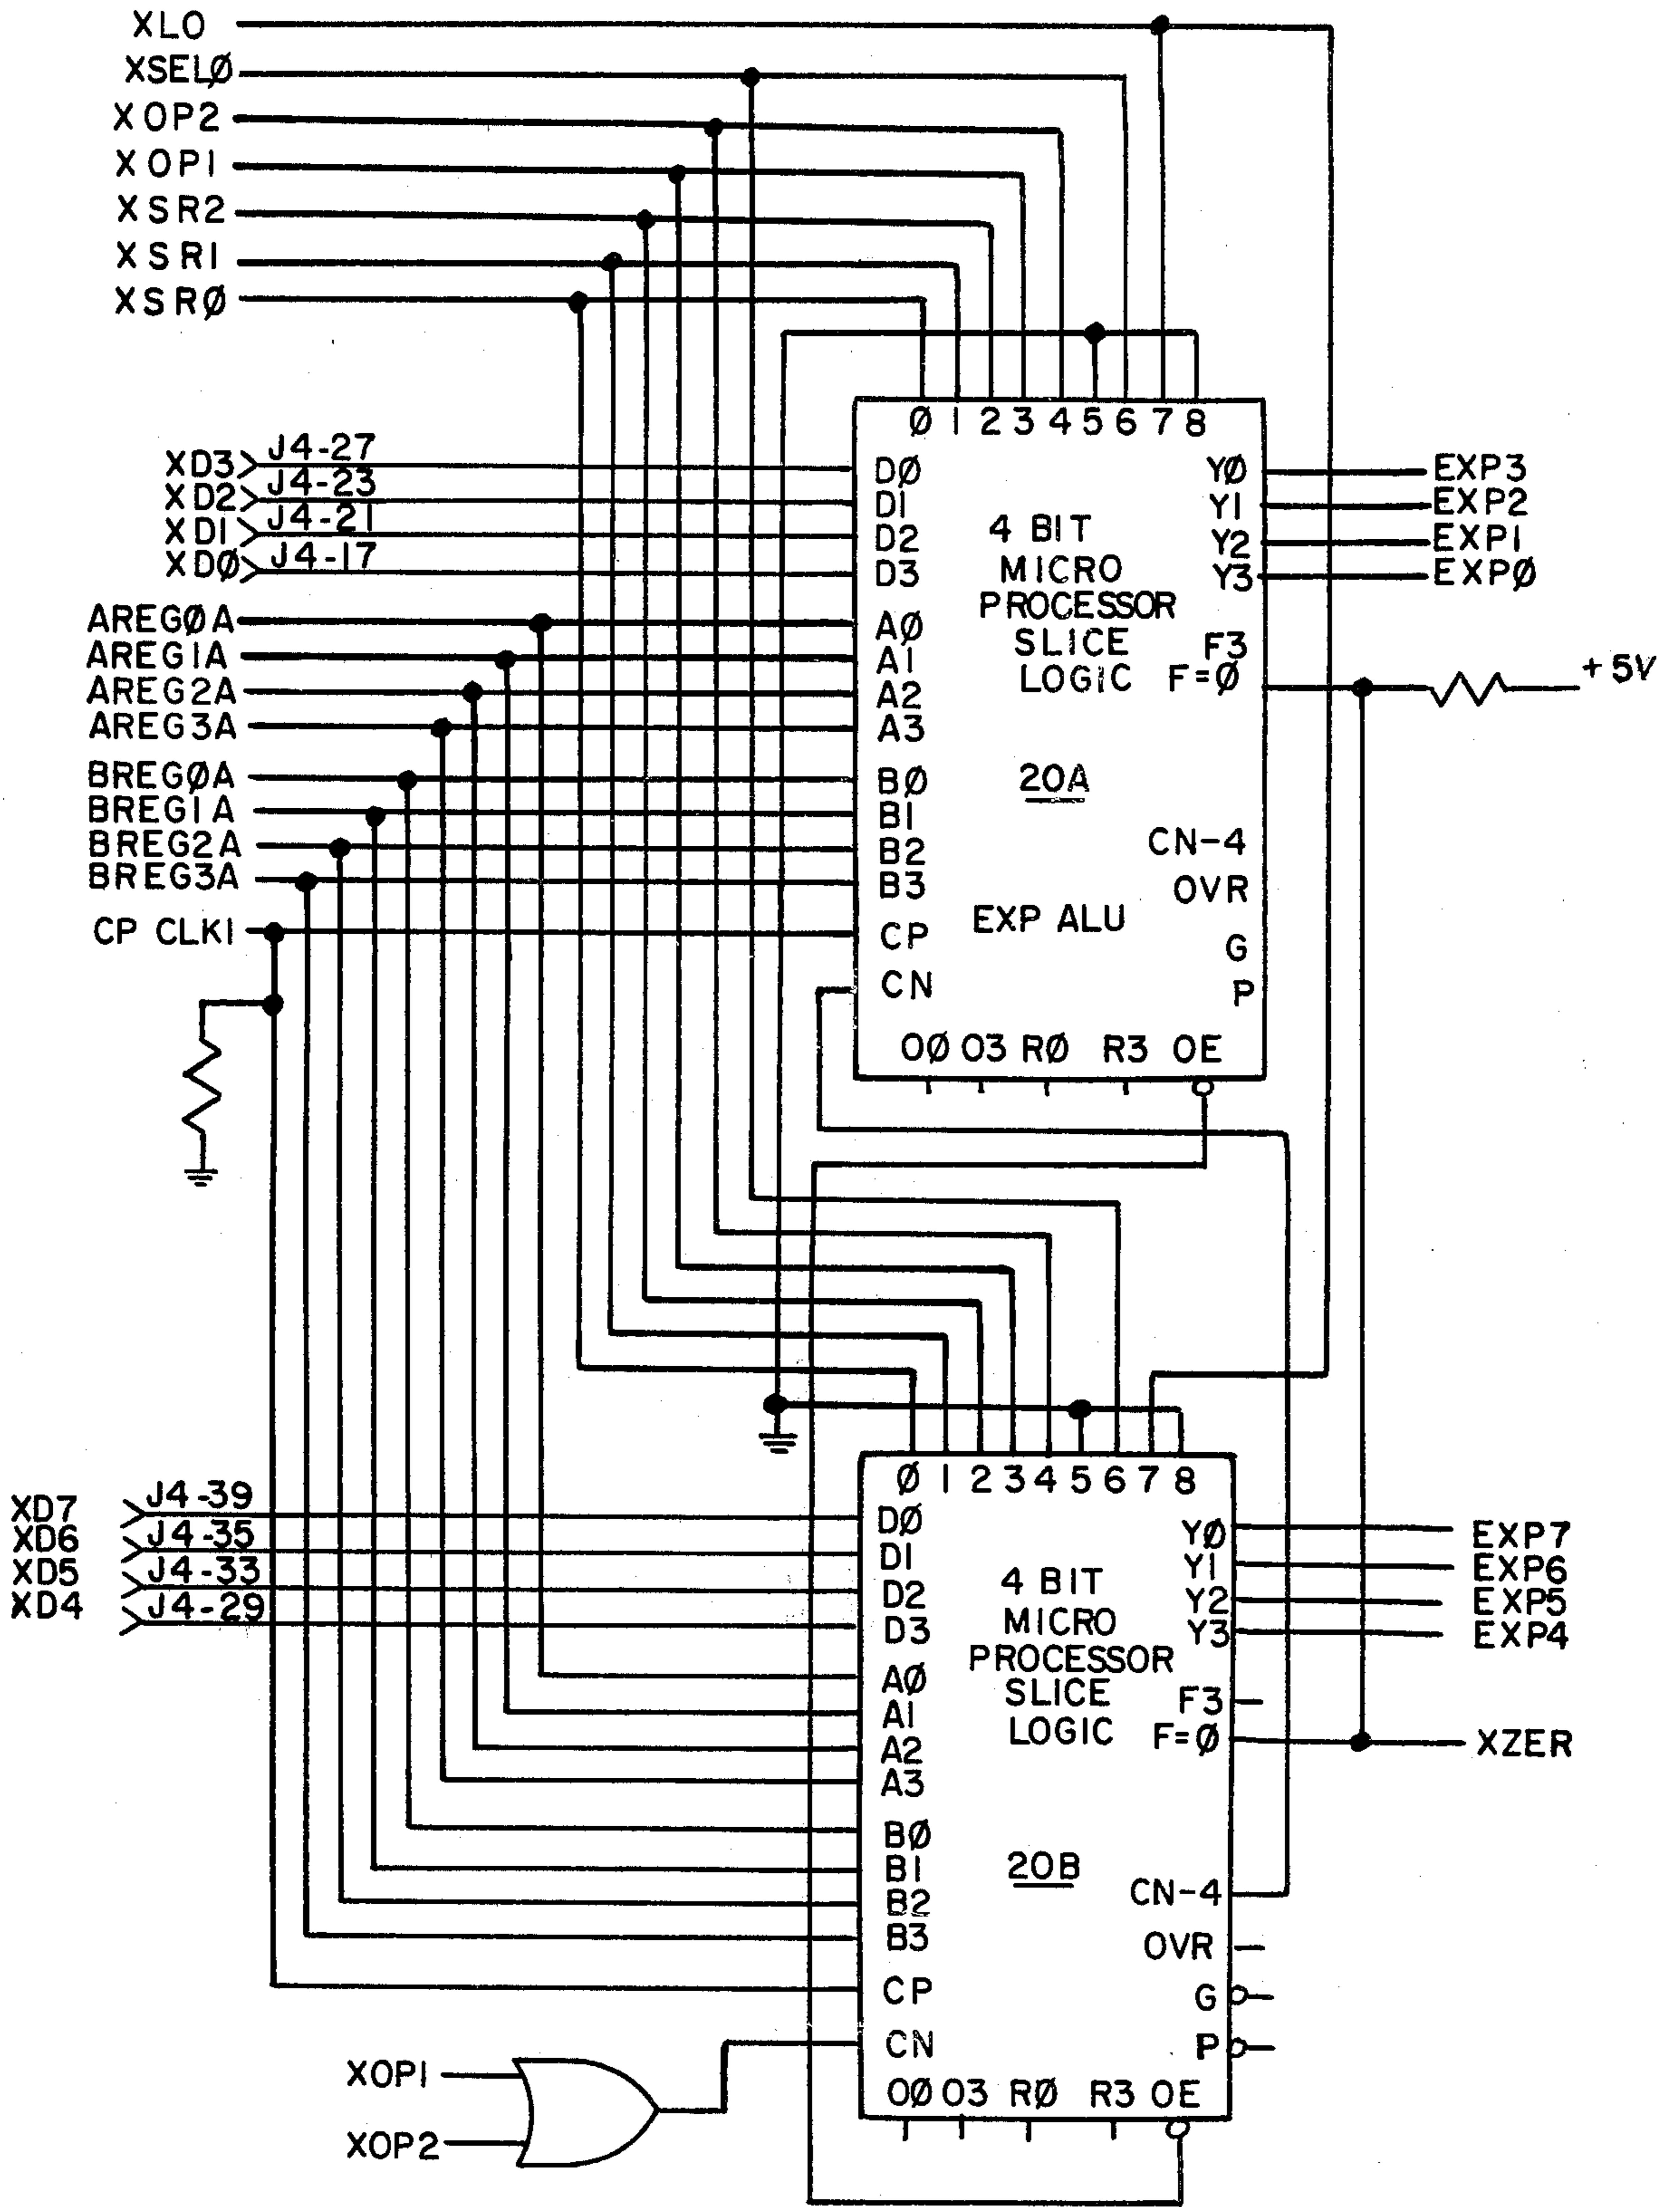 XLO
XSELØ
XOP2
XOP1
XSR2
XSR1
XSRØ
Ø 1 2 3 4 5 6 7 8
XD3 J4-27 DØ YØ EXP3
XD2 J4-23 D1 Y1 EXP2
XD1 J4-21 D2 Y2 EXP1
XDØ J4-17 D3 Y3 EXPØ
4 BIT
MICRO
PROCESSOR
SLICE
LOGIC
AREGØA AØ
AREG1A A1 F3
AREG2A A2 F=Ø +5V
AREG3A A3
BREGØA BØ 20A
BREG1A B1
BREG2A B2 CN-4
BREG3A B3 OVR
CP CLK1 CP EXP ALU G
CN P
OØ O3 RØ R3 OE
Ø 1 2 3 4 5 6 7 8
XD7 J4-39 DØ YØ EXP7
XD6 J4-35 D1 Y1 EXP6
XD5 J4-33 D2 Y2 EXP5
XD4 J4-29 D3 Y3 EXP4
4 BIT
MICRO
PROCESSOR
SLICE
LOGIC
AØ
A1 F3
A2 F=Ø XZER
A3
BØ
B1 20B
B2 CN-4
B3 OVR
CP G
CN P
XOP1
OØ O3 RØ R3 OE
XOP2